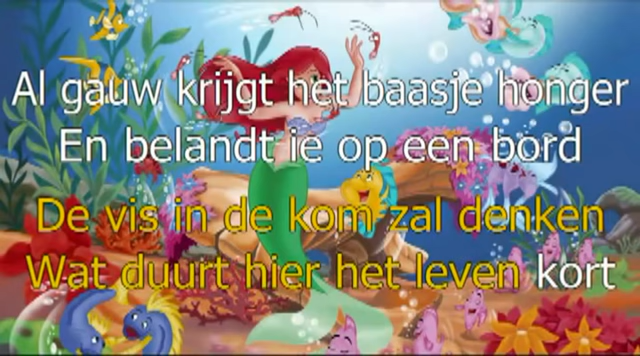 Al gauw krijgt het baasje honger
En belandt ie op een bord
De vis in de kom zal denken
Wat duurt hier het leven kort